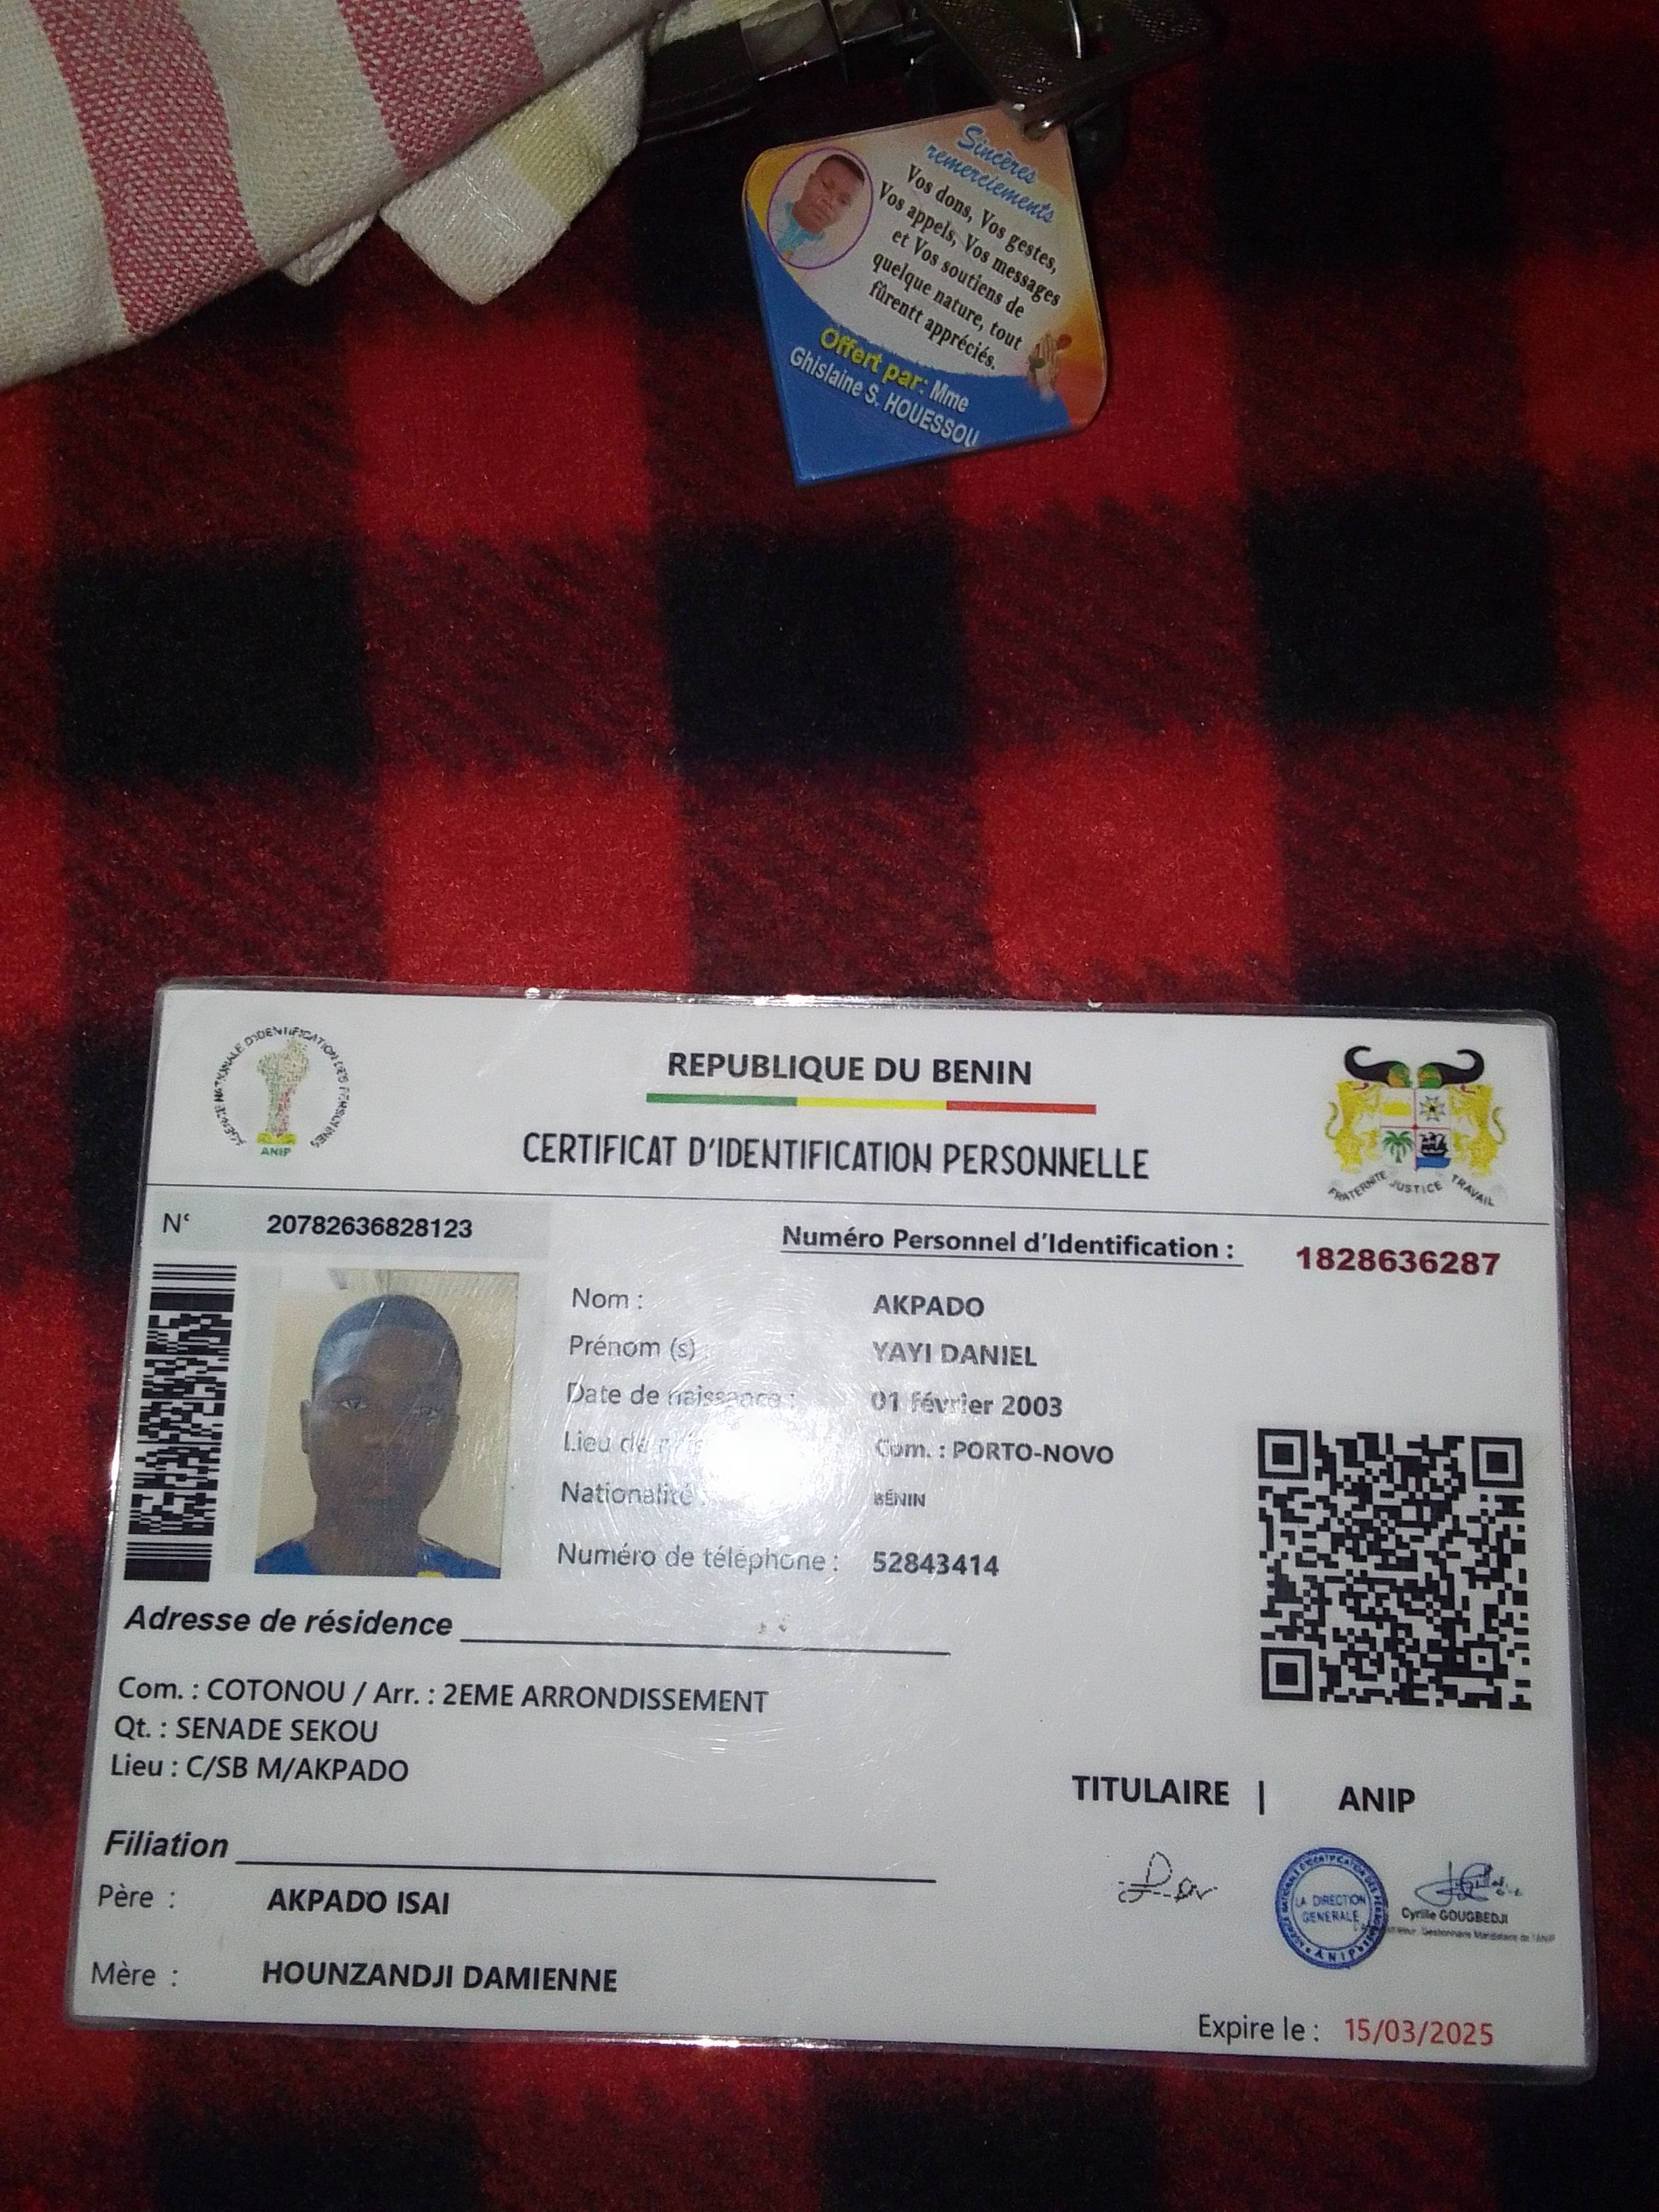 Sincères
remerciements
Vos dons, Vos gestes,
Vos appels, Vos messages
et Vos soutiens de
quelque nature, tout
fûrentt appréciés.
Offert par: Mme
Ghislaine S. HOUESSOU
AGENCE NATIONALE D'IDENTIFICATION DES PERSONNES
ANIP
REPUBLIQUE DU BENIN
CERTIFICAT D'IDENTIFICATION PERSONNELLE
FRATERNITE JUSTICE TRAVAIL
N° 20782636828123
Numéro Personnel d'Identification : 1828636287
Nom : AKPADO
Prénom (s) YAYI DANIEL
Date de naissance : 01 février 2003
Lieu de Com. : PORTO-NOVO
Nationalité : BÉNIN
Numéro de téléphone : 52843414
Adresse de résidence
Com. : COTONOU / Arr. : 2EME ARRONDISSEMENT
Qt. : SENADE SEKOU
Lieu : C/SB M/AKPADO
TITULAIRE | ANIP
Filiation
Père : AKPADO ISAI
Mère : HOUNZANDJI DAMIENNE
AGENCE NATIONALE D'IDENTIFICATION DES PERSONNES
LA DIRECTION
GENERALE
ANIP
Cyrille GOUGBEDJI
Gestionnaire Mandataire de l'ANIP
Expire le : 15/03/2025